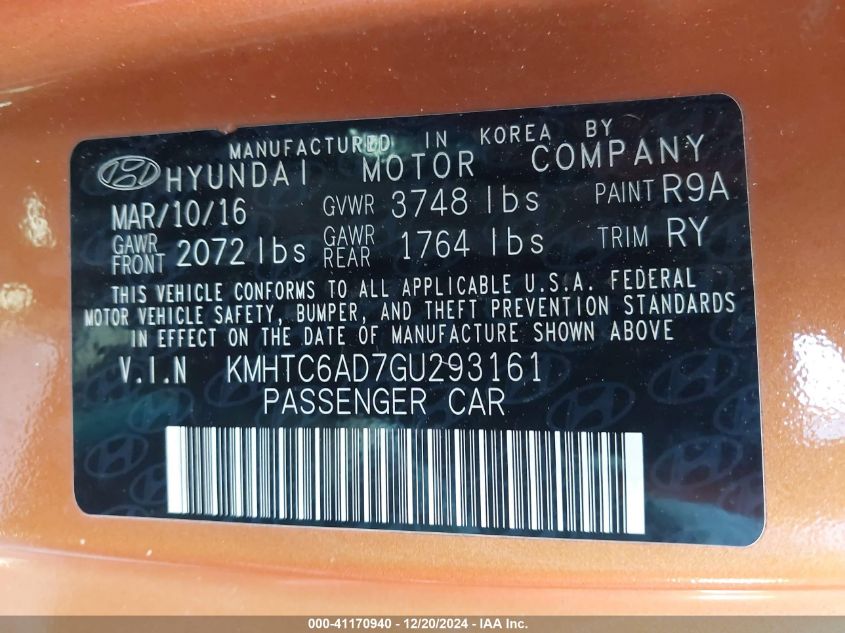 MANUFACTURED IN KOREA BY
HYUNDAI MOTOR COMPANY
MAR/10/16 GVWR 3748 lbs PAINT R9A
GAWR FRONT 2072 lbs GAWR REAR 1764 lbs TRIM RY
THIS VEHICLE CONFORMS TO ALL APPLICABLE U.S.A. FEDERAL
MOTOR VEHICLE SAFETY, BUMPER, AND THEFT PREVENTION STANDARDS
IN EFFECT ON THE DATE OF MANUFACTURE SHOWN ABOVE
V.I.N KMHTC6AD7GU293161
PASSENGER CAR
000-41170940 - 12/20/2024 - IAA Inc.